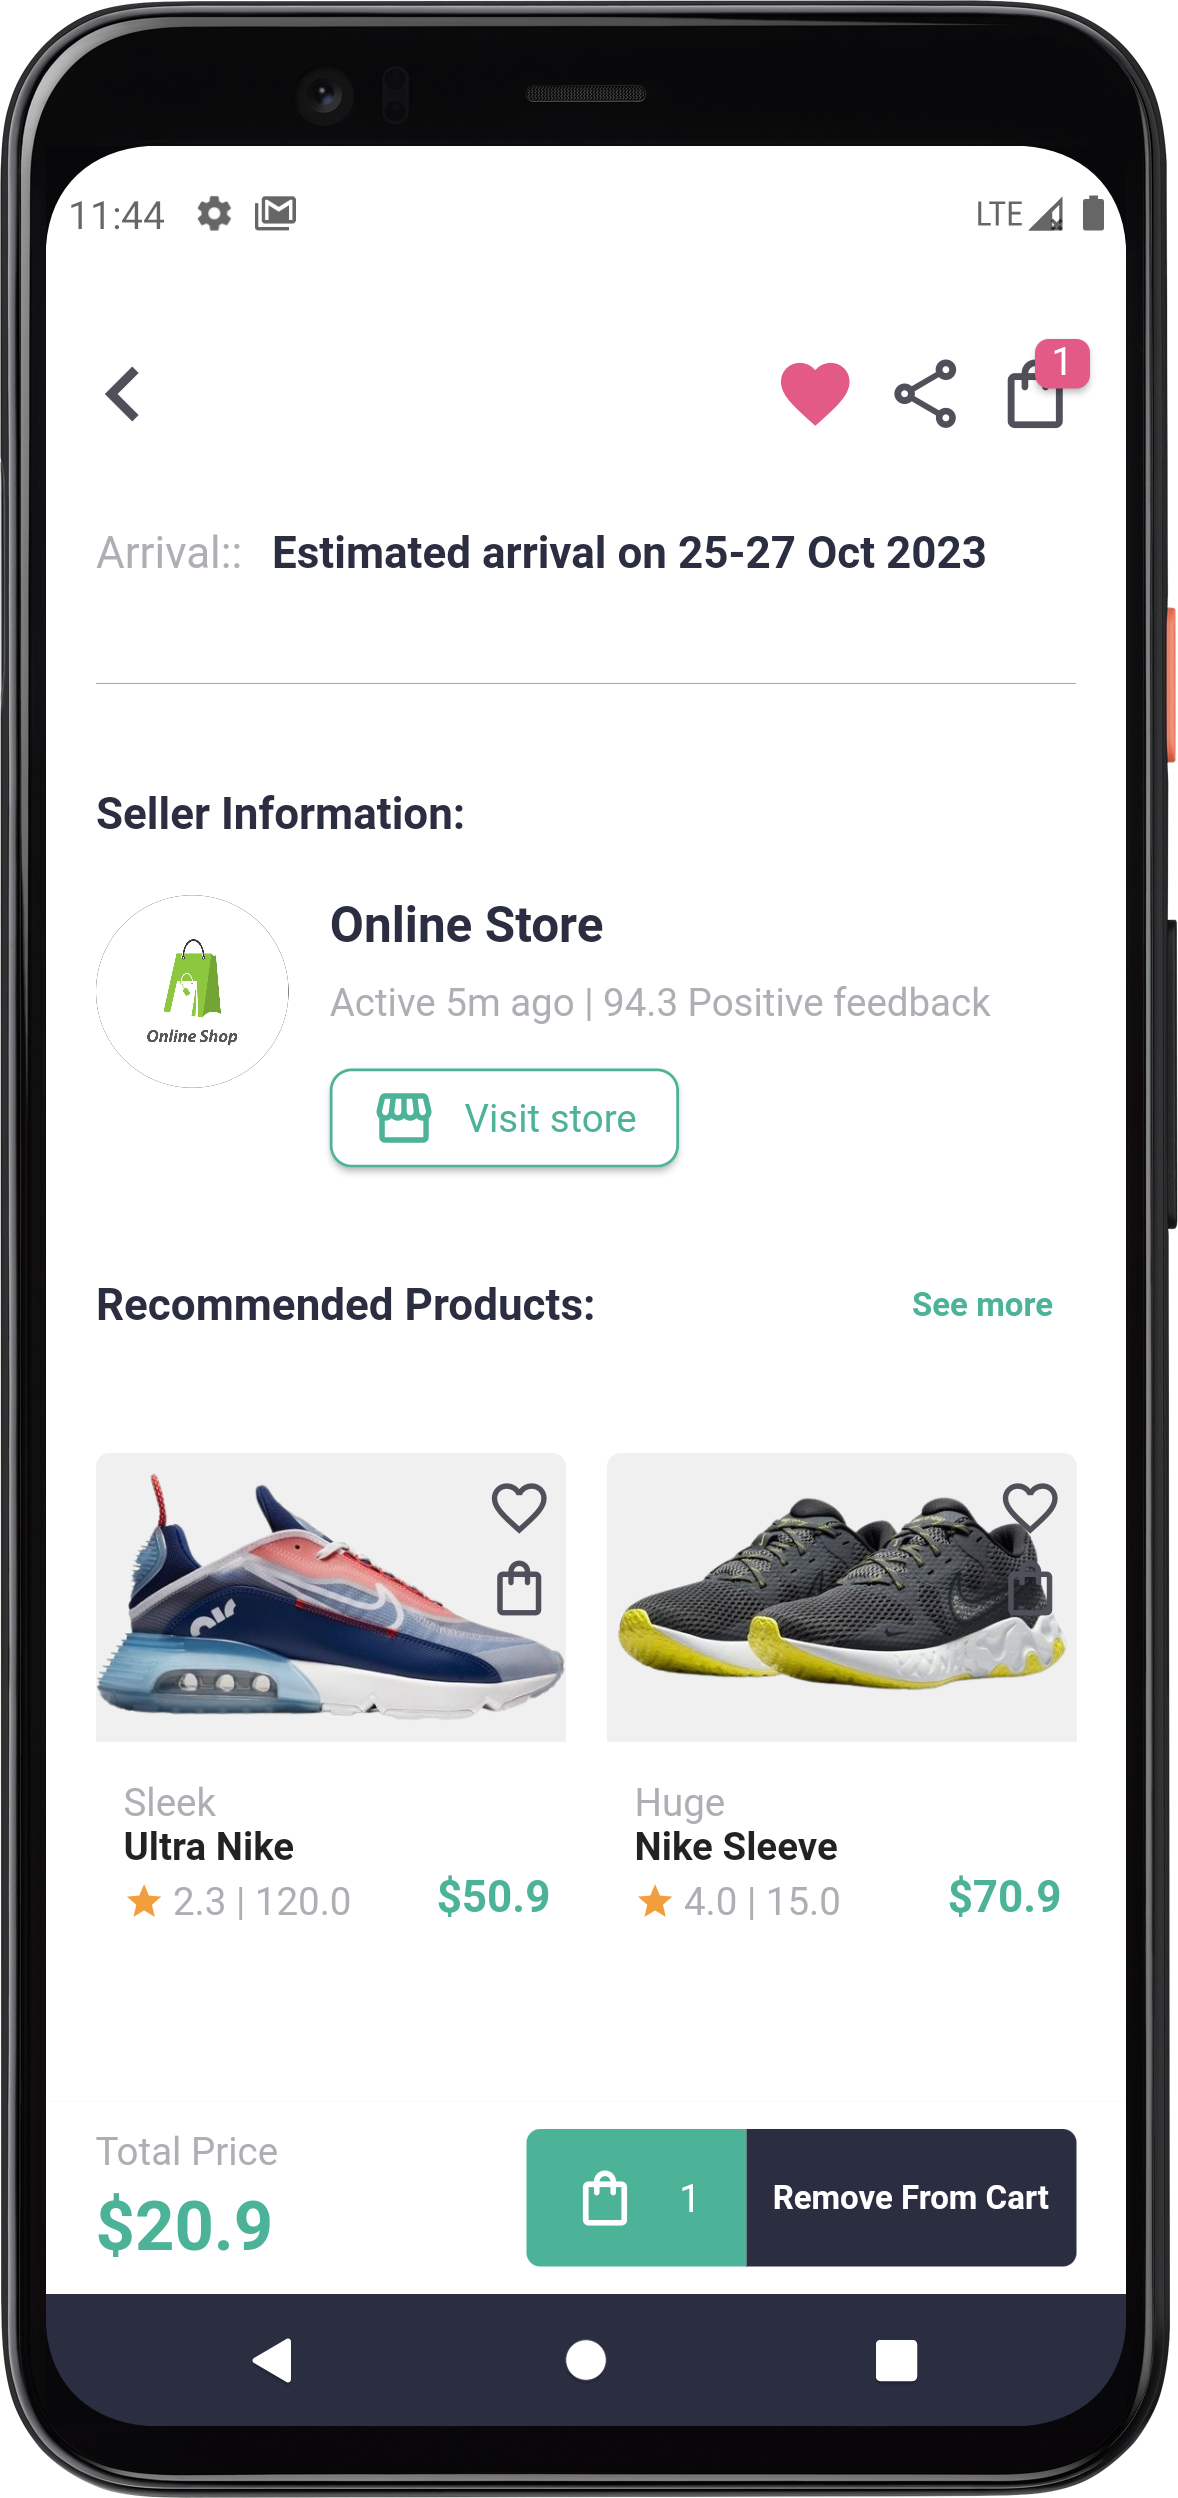 11:44
LTE
1
Arrival:: Estimated arrival on 25-27 Oct 2023
Seller Information:
Online Store
Active 5m ago | 94.3 Positive feedback
Online Shop
Visit store
Recommended Products:
See more
air
Sleek
Ultra Nike
2.3 | 120.0
$50.9
Huge
Nike Sleeve
4.0 | 15.0
$70.9
Total Price
$20.9
1
Remove From Cart